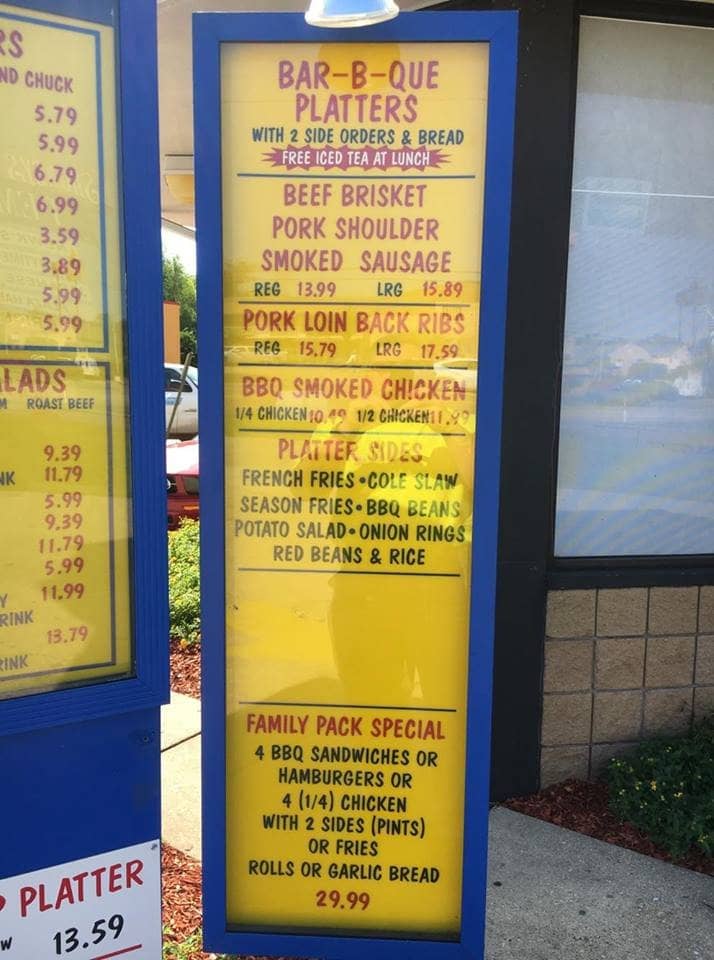 RS
ND CHUCK
5.79
5.99
6.79
6.99
3.59
3.89
5.99
5.99
LADS
M ROAST BEEF
9.39
NK 11.79
5.99
9.39
11.79
5.99
Y 11.99
RINK
13.79
RINK
PLATTER
W 13.59
BAR-B-QUE
PLATTERS
WITH 2 SIDE ORDERS & BREAD
FREE ICED TEA AT LUNCH
BEEF BRISKET
PORK SHOULDER
SMOKED SAUSAGE
REG 13.99 LRG 15.89
PORK LOIN BACK RIBS
REG 15.79 LRG 17.59
BBQ SMOKED CHICKEN
1/4 CHICKEN 10.49 1/2 CHICKEN 11.99
PLATTER SIDES
FRENCH FRIES • COLE SLAW
SEASON FRIES • BBQ BEANS
POTATO SALAD • ONION RINGS
RED BEANS & RICE
FAMILY PACK SPECIAL
4 BBQ SANDWICHES OR
HAMBURGERS OR
4 (1/4) CHICKEN
WITH 2 SIDES (PINTS)
OR FRIES
ROLLS OR GARLIC BREAD
29.99